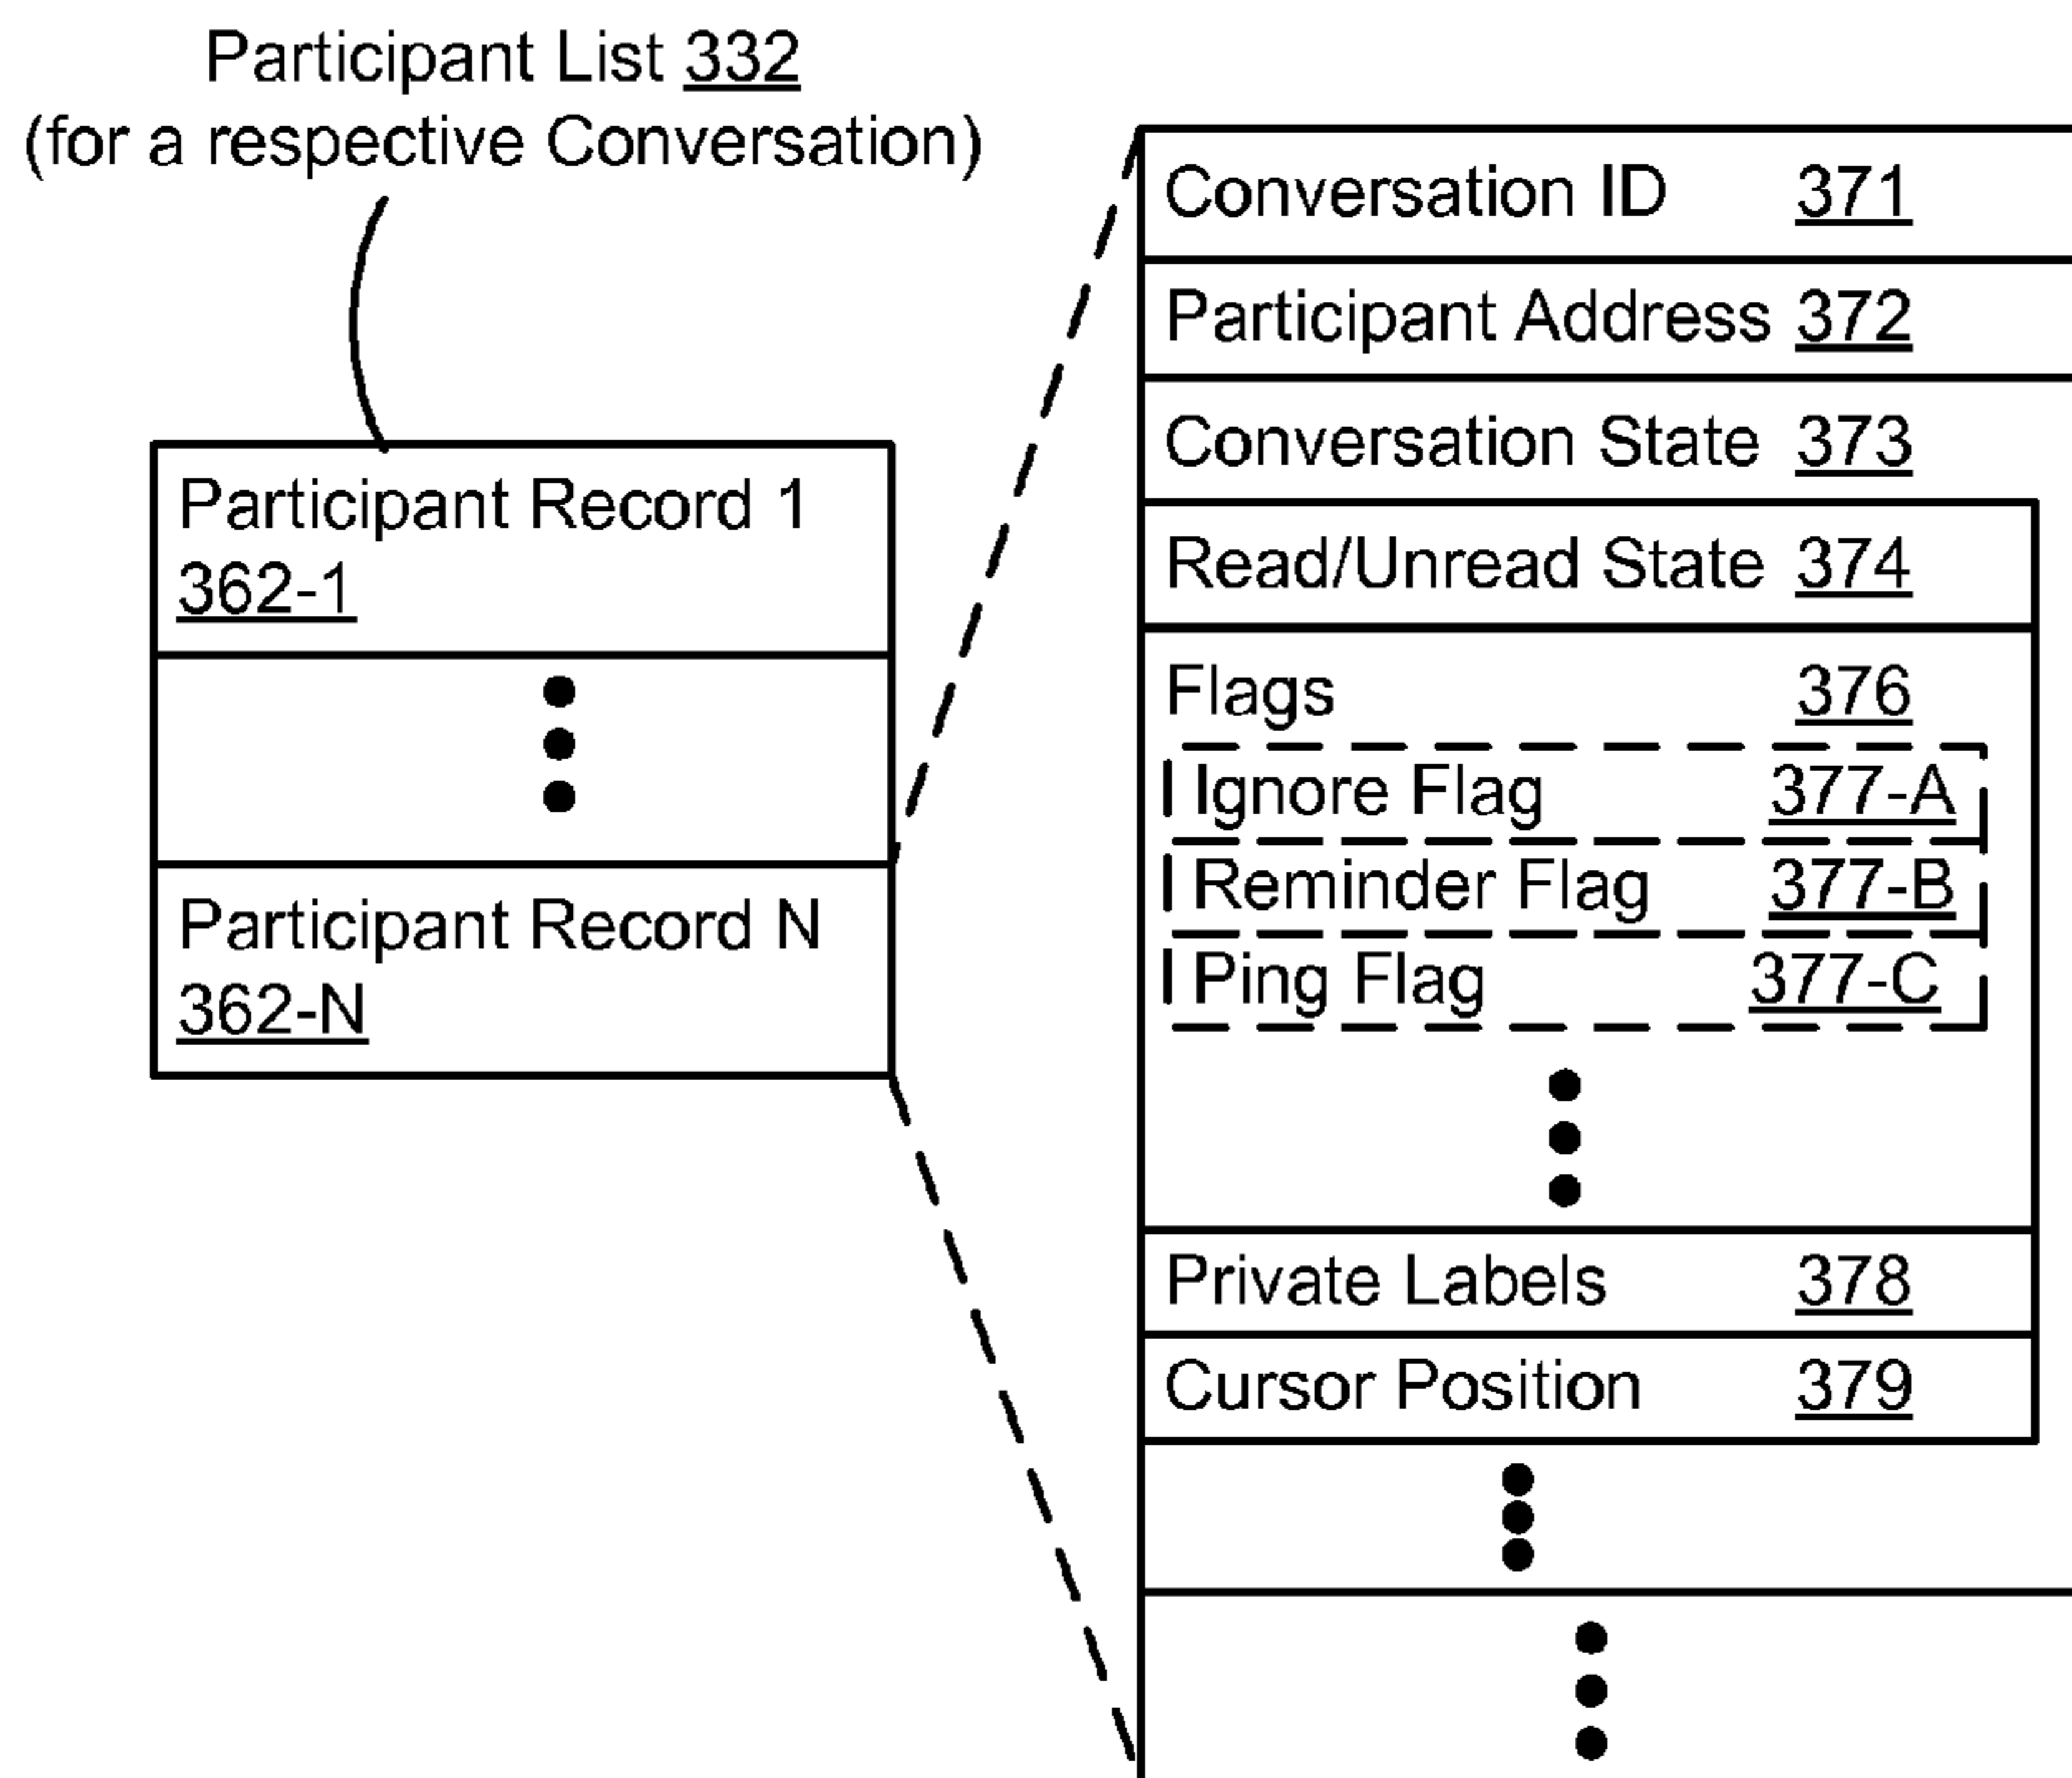 Participant List 332
(for a respective Conversation)
Participant Record 1
362-1
Participant Record N
362-N
Conversation ID 371
Participant Address 372
Conversation State 373
Read/Unread State 374
Flags 376
Ignore Flag 377-A
Reminder Flag 377-B
Ping Flag 377-C
Private Labels 378
Cursor Position 379